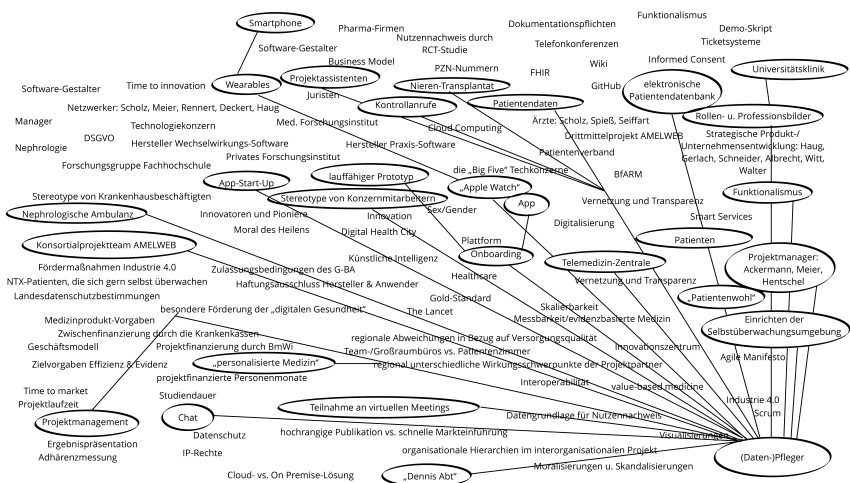 Funktionalismus
Smartphone
Pharma-Firmen
Dokumentationspflichten
Demo-Skript
Nutzennachweis durch
RCT-Studie
Telefonkonferenzen
Ticketsysteme
Software-Gestalter
Business Model
Wiki
Informed Consent
PZN-Nummern
FHIR
Universitätsklinik
Software-Gestalter
Time to innovation
Wearables
Projektassistenten
Nieren-Transplantat
GitHub
elektronische
Patientendatenbank
Juristen
Netzwerker: Scholz, Meier, Rennert, Deckert, Haug
Kontrollanrufe
Patientendaten
Rollen- u. Professionsbilder
Manager
Technologiekonzern
Med. Forschungsinstitut
Cloud Computing
Ärzte: Scholz, Spieß, Seiffart
DSGVO
Hersteller Wechselwirkungs-Software
Hersteller Praxis-Software
Drittmittelprojekt AMELWEB
Strategische Produkt-/
Unternehmensentwicklung: Haug,
Gerlach, Schneider, Albrecht, Witt,
Walter
Nephrologie
Privates Forschungsinstitut
Patientenverband
Forschungsgruppe Fachhochschule
lauffähiger Prototyp
die „Big Five“ Techkonzerne
BfARM
App-Start-Up
„Apple Watch“
Funktionalismus
Stereotype von Krankenhausbeschäftigten
Stereotype von Konzernmitarbeitern
App
Vernetzung und Transparenz
Nephrologische Ambulanz
Innovatoren und Pioniere
Innovation
Sex/Gender
Smart Services
Moral des Heilens
Digital Health City
Digitalisierung
Konsortialprojektteam AMELWEB
Plattform
Patienten
Künstliche Intelligenz
Onboarding
Telemedizin-Zentrale
Projektmanager:
Ackermann, Meier,
Hentschel
Fördermaßnahmen Industrie 4.0
Zulassungsbedingungen des G-BA
Healthcare
NTX-Patienten, die sich gern selbst überwachen
Haftungsausschluss Hersteller & Anwender
Vernetzung und Transparenz
Landesdatenschutzbestimmungen
Gold-Standard
„Patientenwohl“
besondere Förderung der „digitalen Gesundheit“
The Lancet
Skalierbarkeit
Medizinprodukt-Vorgaben
Messbarkeit/evidenzbasierte Medizin
Einrichten der
Selbstüberwachungsumgebung
Zwischenfinanzierung durch die Krankenkassen
Geschäftsmodell
Projektfinanzierung durch BmWi
regionale Abweichungen in Bezug auf Versorgungsqualität
Innovationszentrum
Team-/Großraumbüros vs. Patientenzimmer
Agile Manifesto
Zielvorgaben Effizienz & Evidenz
„personalisierte Medizin“
regional unterschiedliche Wirkungsschwerpunkte der Projektpartner
projektfinanzierte Personenmonate
Interoperabilität
value-based medicine
Time to market
Studiendauer
Industrie 4.0
Projektlaufzeit
Teilnahme an virtuellen Meetings
Scrum
Projektmanagement
Chat
Datengrundlage für Nutzennachweis
Datenschutz
hochrangige Publikation vs. schnelle Markteinführung
Visualisierungen
Ergebnispräsentation
IP-Rechte
organisationale Hierarchien im interorganisationalen Projekt
(Daten-)Pfleger
Adhärenzmessung
Moralisierungen u. Skandalisierungen
Cloud- vs. On Premise-Lösung
„Dennis Abt“